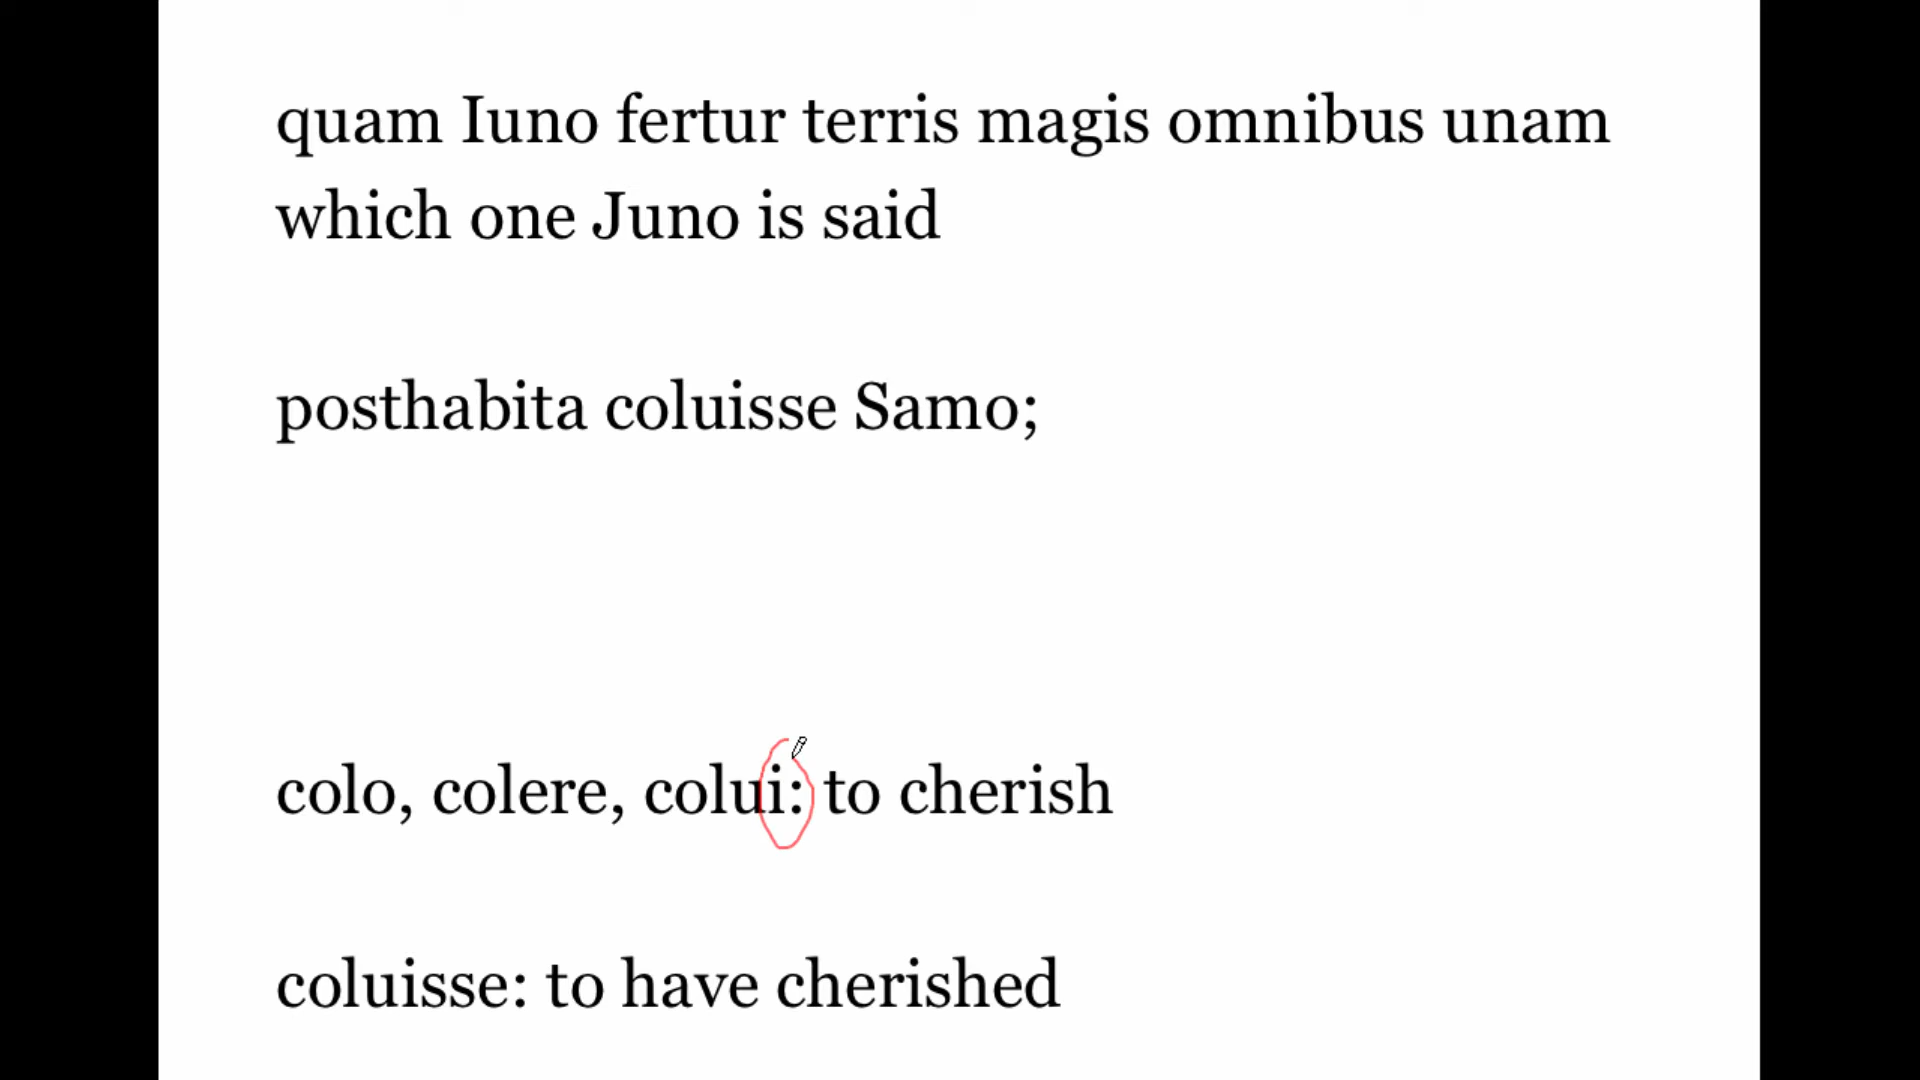 quam Iuno fertur terris magis omnibus unam
which one Juno is said
posthabita coluisse Samo;
colo, colere, colui: to cherish
coluisse: to have cherished